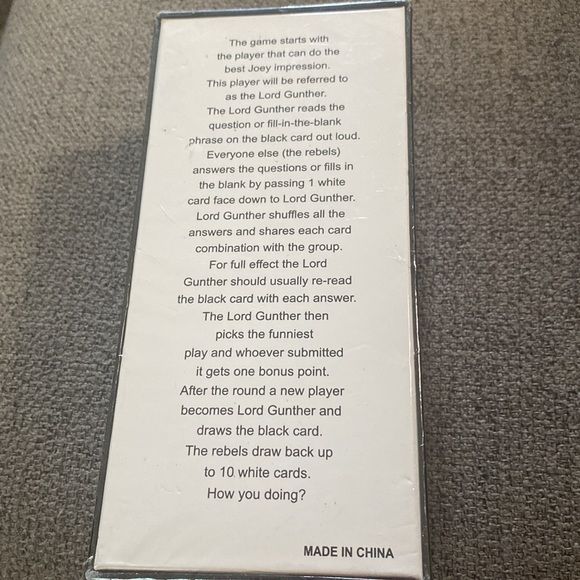 The game starts with
the player that can do the
best Joey impression.
This player will be referred to
as the Lord Gunther.
The Lord Gunther reads the
question or fill-in-the-blank
phrase on the black card out loud.
Everyone else (the rebels)
answers the questions or fills in
the blank by passing 1 white
card face down to Lord Gunther.
Lord Gunther shuffles all the
answers and shares each card
combination with the group.
For full effect the Lord
Gunther should usually re-read
the black card with each answer.
The Lord Gunther then
picks the funniest
play and whoever submitted
it gets one bonus point.
After the round a new player
becomes Lord Gunther and
draws the black card.
The rebels draw back up
to 10 white cards.
How you doing?
MADE IN CHINA